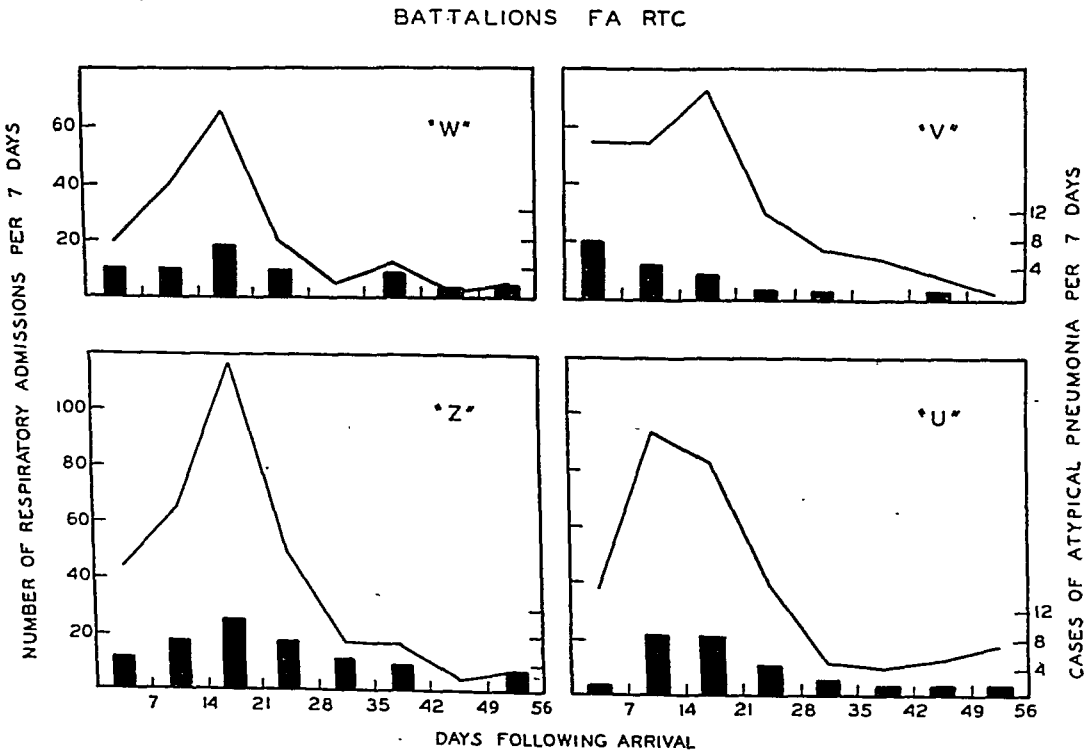 BATTALIONS FA RTC
NUMBER OF RESPIRATORY ADMISSIONS PER 7 DAYS
60
40
20
"W"
"V"
12
8
4
100
80
60
40
20
"Z"
"U"
12
8
4
7 14 21 28 35 42 49 56
7 14 21 28 35 42 49 56
DAYS FOLLOWING ARRIVAL
CASES OF ATYPICAL PNEUMONIA PER 7 DAYS